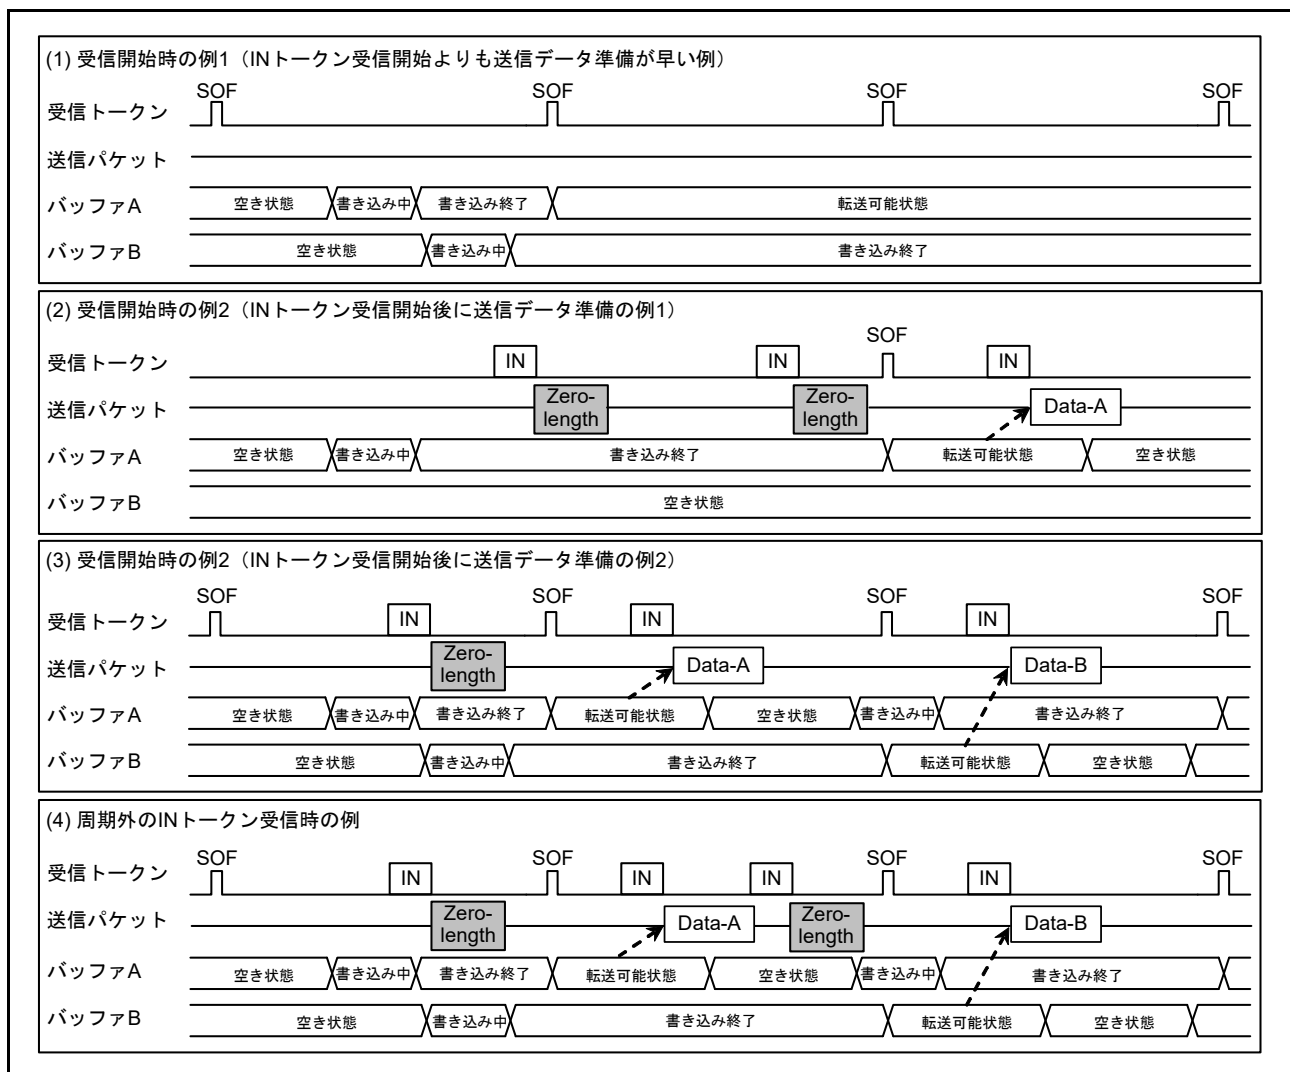 (1) 受信開始時の例1（INトークン受信開始よりも送信データ準備が早い例）
SOF SOF SOF SOF
受信トークン
送信パケット
バッファA 空き状態 書き込み中 書き込み終了 転送可能状態
バッファB 空き状態 書き込み中 書き込み終了
(2) 受信開始時の例2（INトークン受信開始後に送信データ準備の例1）
SOF
受信トークン IN IN IN
送信パケット Zero-length Zero-length Data-A
バッファA 空き状態 書き込み中 書き込み終了 転送可能状態 空き状態
バッファB 空き状態
(3) 受信開始時の例2（INトークン受信開始後に送信データ準備の例2）
SOF SOF SOF SOF
受信トークン IN IN IN
送信パケット Zero-length Data-A Data-B
バッファA 空き状態 書き込み中 書き込み終了 転送可能状態 空き状態 書き込み中 書き込み終了
バッファB 空き状態 書き込み中 書き込み終了 転送可能状態 空き状態
(4) 周期外のINトークン受信時の例
SOF SOF SOF SOF
受信トークン IN IN IN IN
送信パケット Zero-length Data-A Zero-length Data-B
バッファA 空き状態 書き込み中 書き込み終了 転送可能状態 空き状態 書き込み中 書き込み終了
バッファB 空き状態 書き込み中 書き込み終了 転送可能状態 空き状態